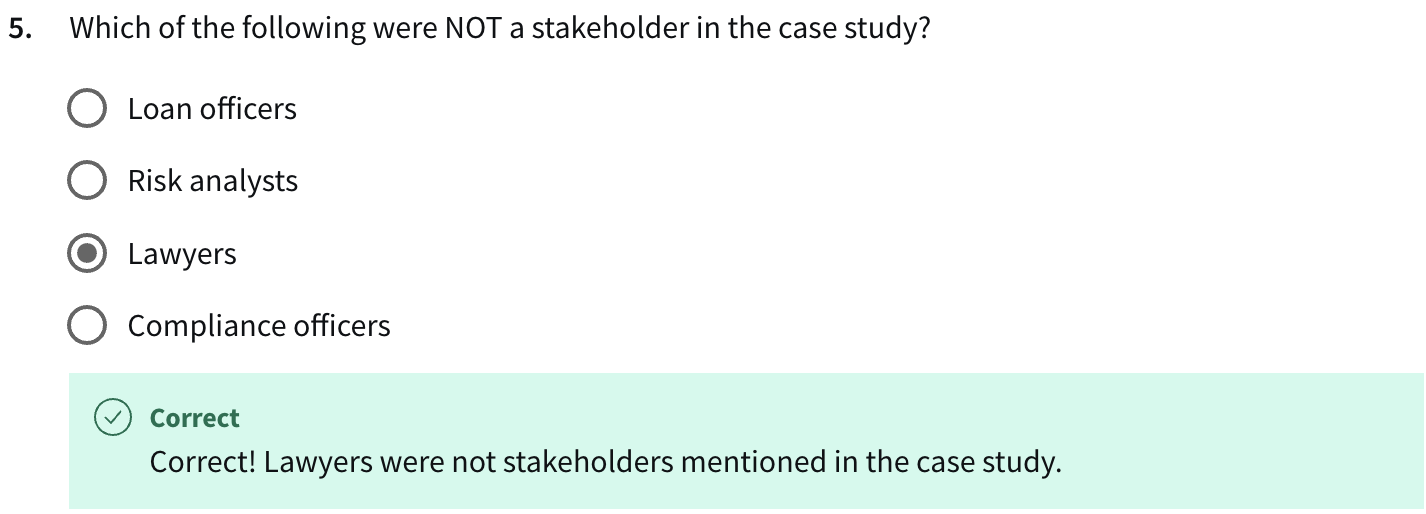 5. Which of the following were NOT a stakeholder in the case study?
Loan officers
Risk analysts
Lawyers
Compliance officers
Correct
Correct! Lawyers were not stakeholders mentioned in the case study.